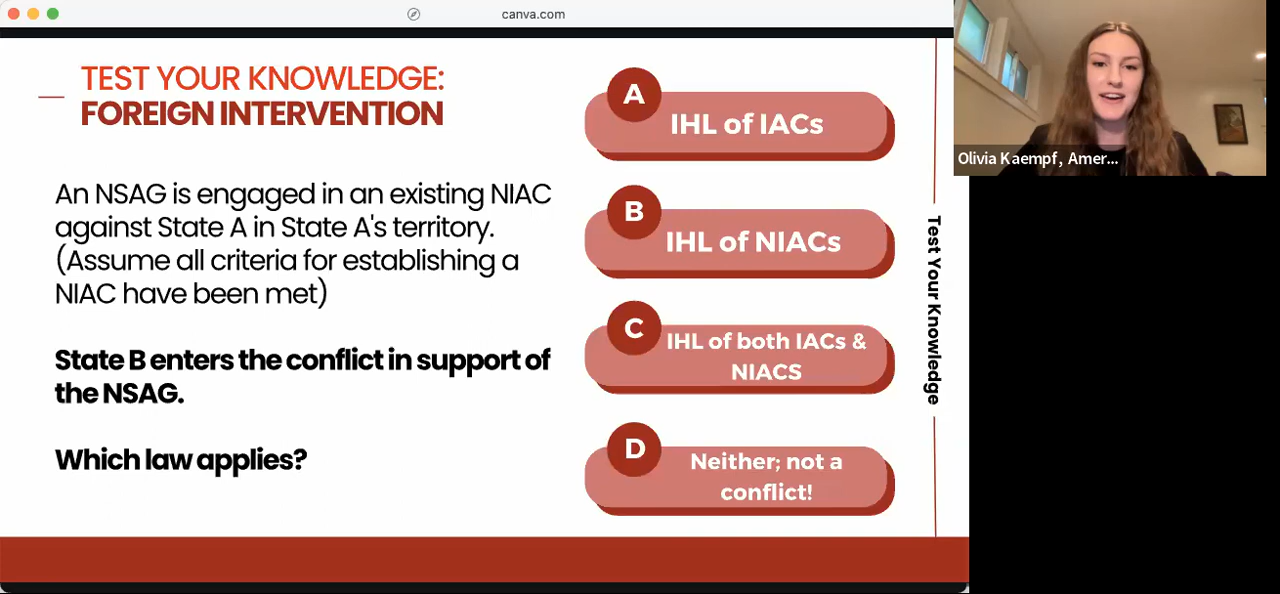 canva.com
TEST YOUR KNOWLEDGE:
FOREIGN INTERVENTION
An NSAG is engaged in an existing NIAC
against State A in State A's territory.
(Assume all criteria for establishing a
NIAC have been met)
State B enters the conflict in support of
the NSAG.
Which law applies?
A
IHL of IACs
B
IHL of NIACs
C
IHL of both IACs &
NIACS
D
Neither; not a
conflict!
Test Your Knowledge
Olivia Kaempf, Amer...